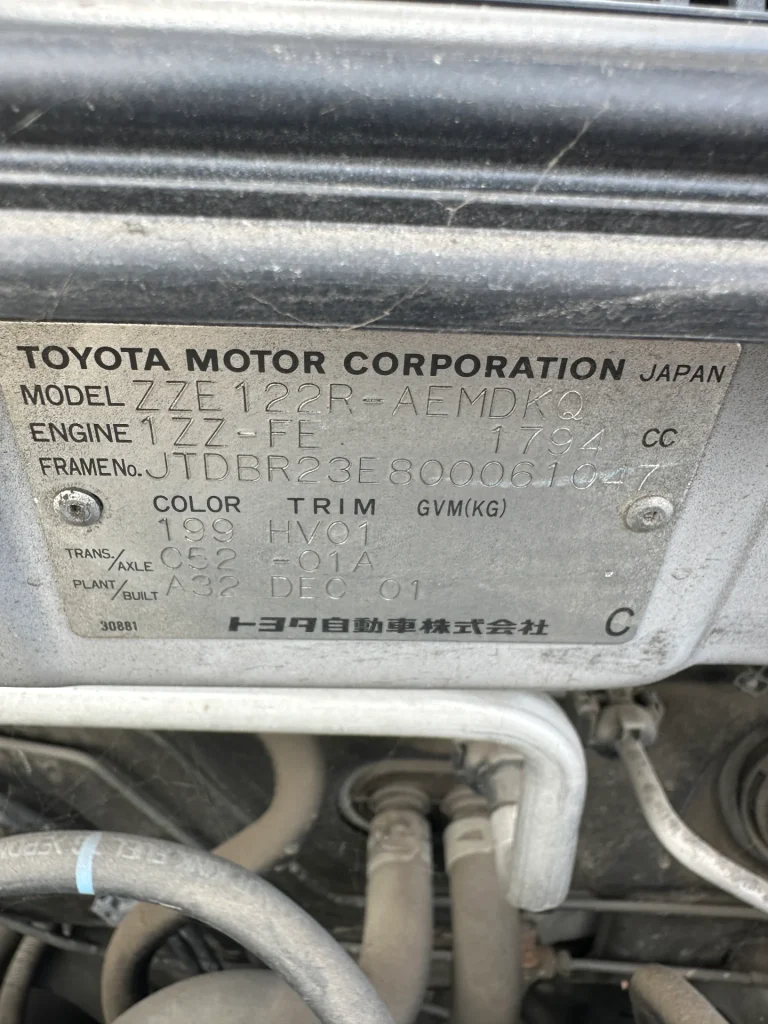 TOYOTA MOTOR CORPORATION JAPAN
MODEL ZZE122R-AEMDKQ
ENGINE 1ZZ-FE 1794 CC
FRAME No. JTDBR23E800061047
COLOR TRIM GVM(KG)
199 HV01
TRANS./AXLE C52 -01A
PLANT/BUILT A32 DEC 01
30881 トヨタ自動車株式会社 C